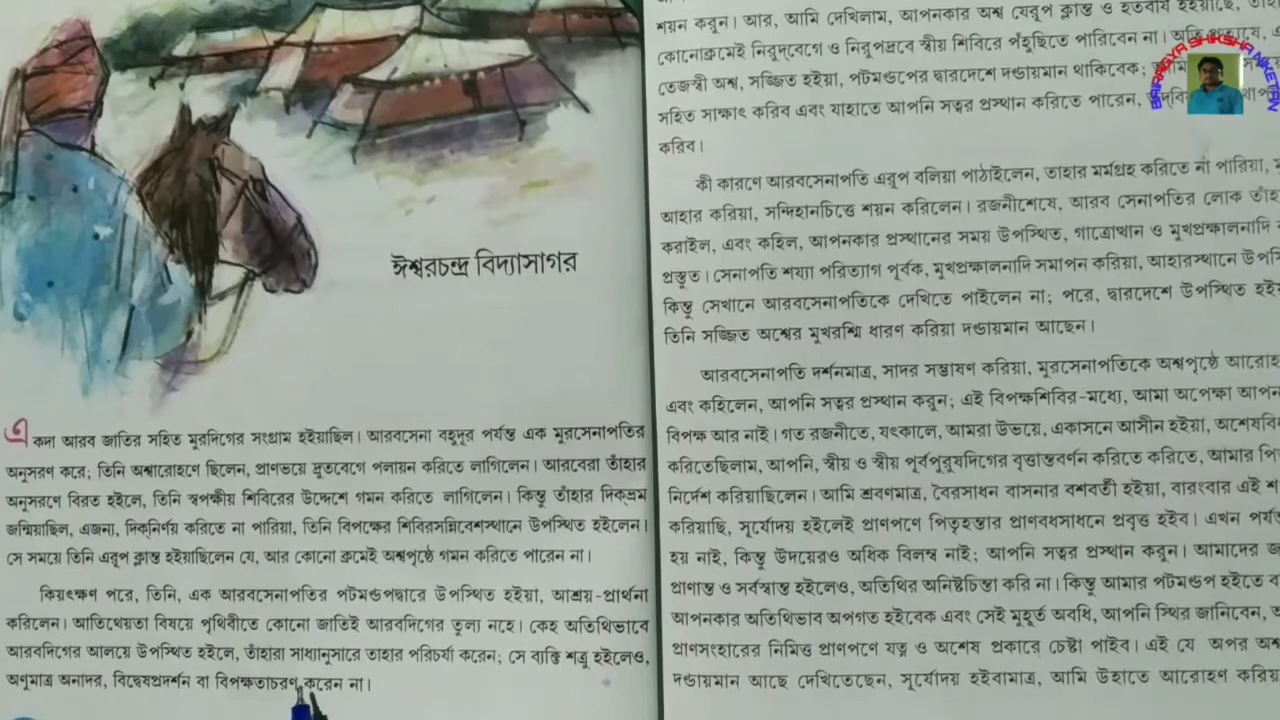 ঈশ্বরচন্দ্র বিদ্যাসাগর
একদা আরব জাতির সহিত মুরদিগের সংগ্রাম হইয়াছিল। আরবসেনা বহুদূর পর্যন্ত এক মুরসেনাপতির
অনুসরণ করে; তিনি অশ্বারোহণে ছিলেন, প্রাণভয়ে দ্রুতবেগে পলায়ন করিতে লাগিলেন। আরবেরা তাঁহার
অনুসরণে বিরত হইলে, তিনি স্বপক্ষীয় শিবিরের উদ্দেশে গমন করিতে লাগিলেন। কিন্তু তাঁহার দিক্‌ভ্রম
জন্মিয়াছিল, এজন্য, দিক্‌নির্ণয় করিতে না পারিয়া, তিনি বিপক্ষের শিবিরসন্নিবেশস্থানে উপস্থিত হইলেন।
সে সময়ে তিনি এরূপ ক্লান্ত হইয়াছিলেন যে, আর কোনো ক্রমেই অশ্বপৃষ্ঠে গমন করিতে পারেন না।
কিয়ৎক্ষণ পরে, তিনি, এক আরবসেনাপতির পটমণ্ডপদ্বারে উপস্থিত হইয়া, আশ্রয়-প্রার্থনা
করিলেন। আতিথেয়তা বিষয়ে পৃথিবীতে কোনো জাতিই আরবদিগের তুল্য নহে। কেহ অতিথিভাবে
আরবদিগের আলয়ে উপস্থিত হইলে, তাঁহারা সাধ্যানুসারে তাহার পরিচর্যা করেন; সে ব্যক্তি শত্রু হইলেও,
অণুমাত্র অনাদর, বিদ্বেষপ্রদর্শন বা বিপক্ষতাচরণ করেন না।
শয়ন করুন। আর, আমি দেখিলাম, আপনকার অশ্ব যেরূপ ক্লান্ত ও হতবীর্য হইয়াছে,
কোনোক্রমেই নিরুদ্‌বেগে ও নিরুপদ্রবে স্বীয় শিবিরে পঁহুছিতে পারিবেন না। অতি প্রত্যূষে,
তেজস্বী অশ্ব, সজ্জিত হইয়া, পটমণ্ডপের দ্বারদেশে দণ্ডায়মান থাকিবেক;
সহিত সাক্ষাৎ করিব এবং যাহাতে আপনি সত্বর প্রস্থান করিতে পারেন,
করিব।
কী কারণে আরবসেনাপতি এরূপ বলিয়া পাঠাইলেন, তাহার মর্মগ্রহ করিতে না পারিয়া,
আহার করিয়া, সন্দিহানচিত্তে শয়ন করিলেন। রজনীশেষে, আরব সেনাপতির লোক
করাইল, এবং কহিল, আপনকার প্রস্থানের সময় উপস্থিত, গাত্রোত্থান ও মুখপ্রক্ষালনাদি
প্রস্তুত। সেনাপতি শয্যা পরিত্যাগ পূর্বক, মুখপ্রক্ষালনাদি সমাপন করিয়া, আহারস্থানে
কিন্তু সেখানে আরবসেনাপতিকে দেখিতে পাইলেন না; পরে, দ্বারদেশে উপস্থিত
তিনি সজ্জিত অশ্বের মুখরশ্মি ধারণ করিয়া দণ্ডায়মান আছেন।
আরবসেনাপতি দর্শনমাত্র, সাদর সম্ভাষণ করিয়া, মুরসেনাপতিকে অশ্বপৃষ্ঠে
এবং কহিলেন, আপনি সত্বর প্রস্থান করুন; এই বিপক্ষশিবির-মধ্যে, আমা অপেক্ষা
বিপক্ষ আর নাই। গত রজনীতে, যৎকালে, আমরা উভয়ে, একাসনে আসীন হইয়া,
করিতেছিলাম, আপনি, স্বীয় ও স্বীয় পূর্বপুরুষদিগের বৃত্তান্তবর্ণন করিতে করিতে, আমার
নির্দেশ করিয়াছিলেন। আমি শ্রবণমাত্র, বৈরসাধন বাসনার বশবর্তী হইয়া, বারংবার এই
করিয়াছি, সূর্যোদয় হইলেই প্রাণপণে পিতৃহন্তার প্রাণবধসাধনে প্রবৃত্ত হইব। এখন
হয় নাই, কিন্তু উদয়েরও অধিক বিলম্ব নাই; আপনি সত্বর প্রস্থান করুন। আমাদের
প্রাণান্ত ও সর্বস্বান্ত হইলেও, অতিথির অনিষ্টচিন্তা করি না। কিন্তু আমার পটমণ্ডপ হইতে
আপনকার অতিথিভাব অপগত হইবেক এবং সেই মুহূর্ত অবধি, আপনি স্থির জানিবেন,
প্রাণসংহারের নিমিত্ত প্রাণপণে যত্ন ও অশেষ প্রকারে চেষ্টা পাইব। এই যে অপর
দণ্ডায়মান আছে দেখিতেছেন, সূর্যোদয় হইবামাত্র, আমি উহাতে আরোহণ